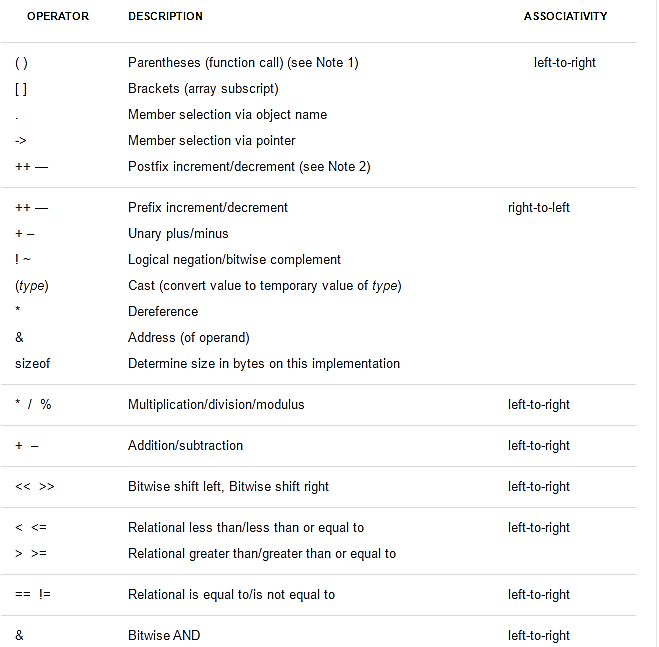 OPERATOR DESCRIPTION ASSOCIATIVITY
( ) Parentheses (function call) (see Note 1) left-to-right
[ ] Brackets (array subscript)
. Member selection via object name
-> Member selection via pointer
++ — Postfix increment/decrement (see Note 2)
++ — Prefix increment/decrement right-to-left
+ – Unary plus/minus
! ~ Logical negation/bitwise complement
(type) Cast (convert value to temporary value of type)
* Dereference
& Address (of operand)
sizeof Determine size in bytes on this implementation
* / % Multiplication/division/modulus left-to-right
+ – Addition/subtraction left-to-right
<< >> Bitwise shift left, Bitwise shift right left-to-right
< <= Relational less than/less than or equal to left-to-right
> >= Relational greater than/greater than or equal to
== != Relational is equal to/is not equal to left-to-right
& Bitwise AND left-to-right